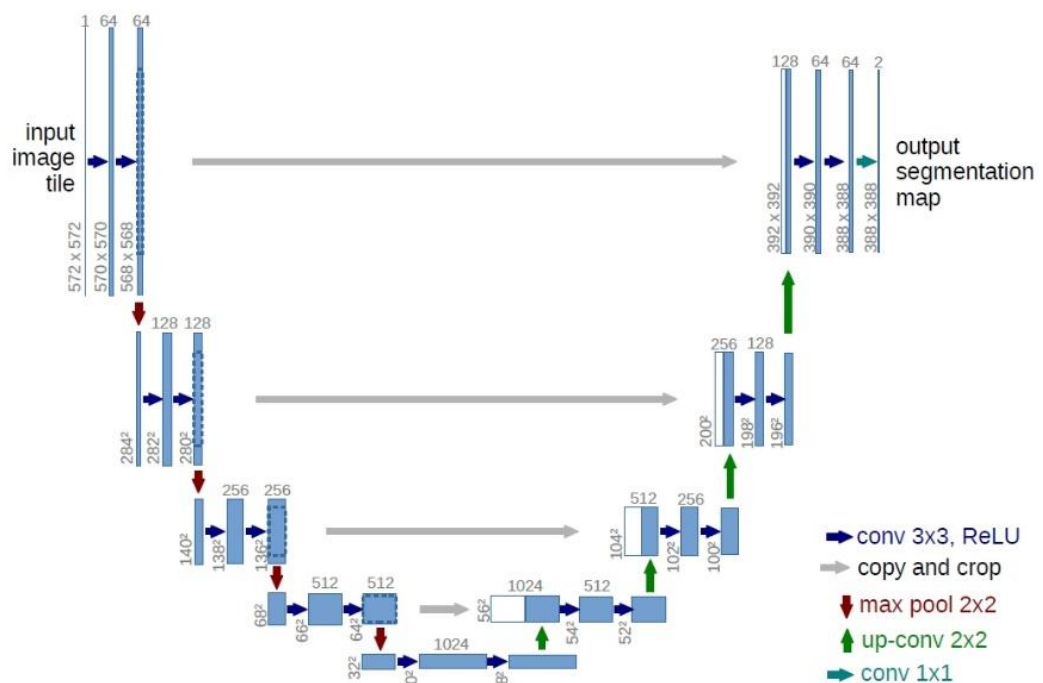 1 64 64
input
image
tile
572 x 572
570 x 570
568 x 568
128 64 64 2
output
segmentation
map
392 x 392
390 x 390
388 x 388
388 x 388
128 128
284²
282²
280²
256 128
200²
198²
196²
256 256
140²
138²
136²
512 256
104²
102²
100²
512 512
68²
66²
64²
1024 512
56²
54²
52²
1024
32²
conv 3x3, ReLU
copy and crop
max pool 2x2
up-conv 2x2
conv 1x1